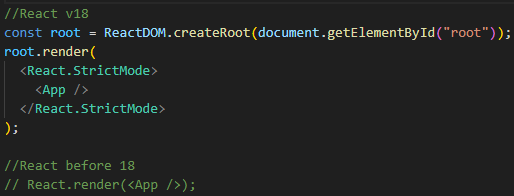 //React v18
const root = ReactDOM.createRoot(document.getElementById("root"));
root.render(
  <React.StrictMode>
    <App />
  </React.StrictMode>
);

//React before 18
// React.render(<App />);